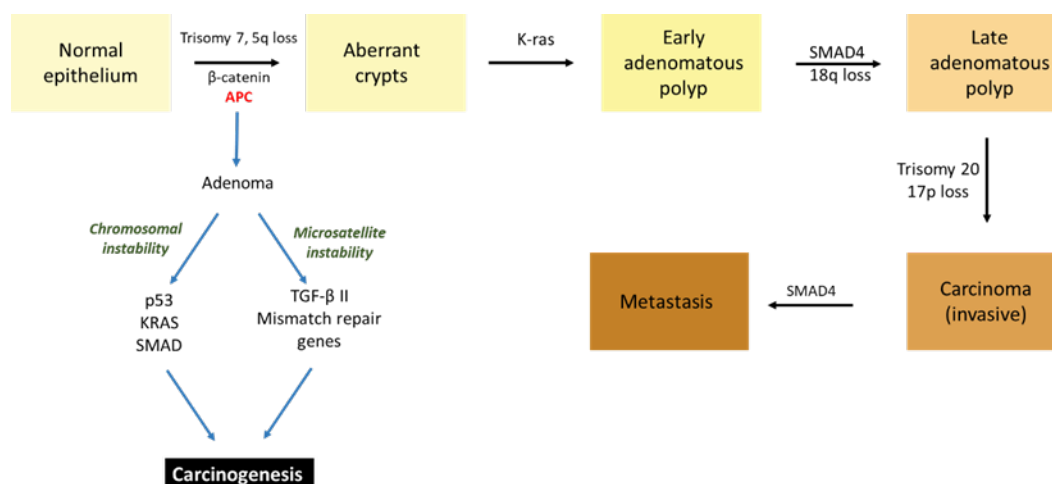 Normal
epithelium
Trisomy 7, 5q loss
β-catenin
APC
Aberrant
crypts
K-ras
Early
adenomatous
polyp
SMAD4
18q loss
Late
adenomatous
polyp
Adenoma
Trisomy 20
17p loss
Chromosomal
instability
Microsatellite
instability
p53
KRAS
SMAD
TGF-β II
Mismatch repair
genes
Metastasis
SMAD4
Carcinoma
(invasive)
Carcinogenesis